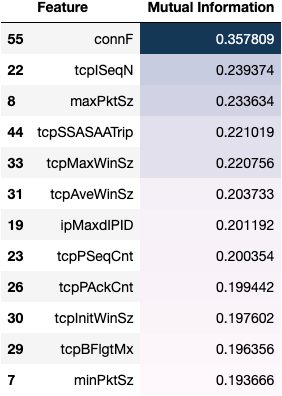 Feature Mutual Information
55 connF 0.357809
22 tcpISeqN 0.239374
8 maxPktSz 0.233634
44 tcpSSASAATrip 0.221019
33 tcpMaxWinSz 0.220756
31 tcpAveWinSz 0.203733
19 ipMaxdIPID 0.201192
23 tcpPSeqCnt 0.200354
26 tcpPAckCnt 0.199442
30 tcpInitWinSz 0.197602
29 tcpBFlgtMx 0.196356
7 minPktSz 0.193666